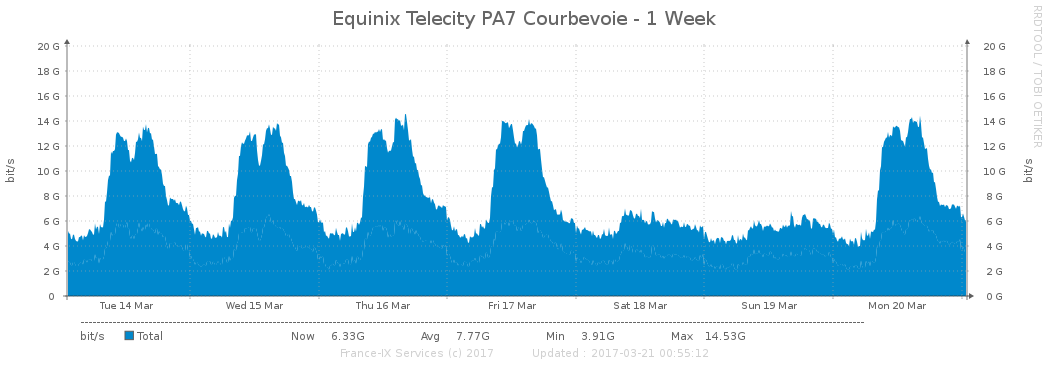 Equinix Telecity PA7 Courbevoie - 1 Week
RRDTOOL / TOBI OETIKER
20 G 20 G
18 G 18 G
16 G 16 G
14 G 14 G
12 G 12 G
10 G 10 G
8 G 8 G
6 G 6 G
4 G 4 G
2 G 2 G
0 0 G
bit/s
bit/s
Tue 14 Mar Wed 15 Mar Thu 16 Mar Fri 17 Mar Sat 18 Mar Sun 19 Mar Mon 20 Mar
bit/s Total Now 6.33G Avg 7.77G Min 3.91G Max 14.53G
France-IX Services (c) 2017 Updated : 2017-03-21 00:55:12